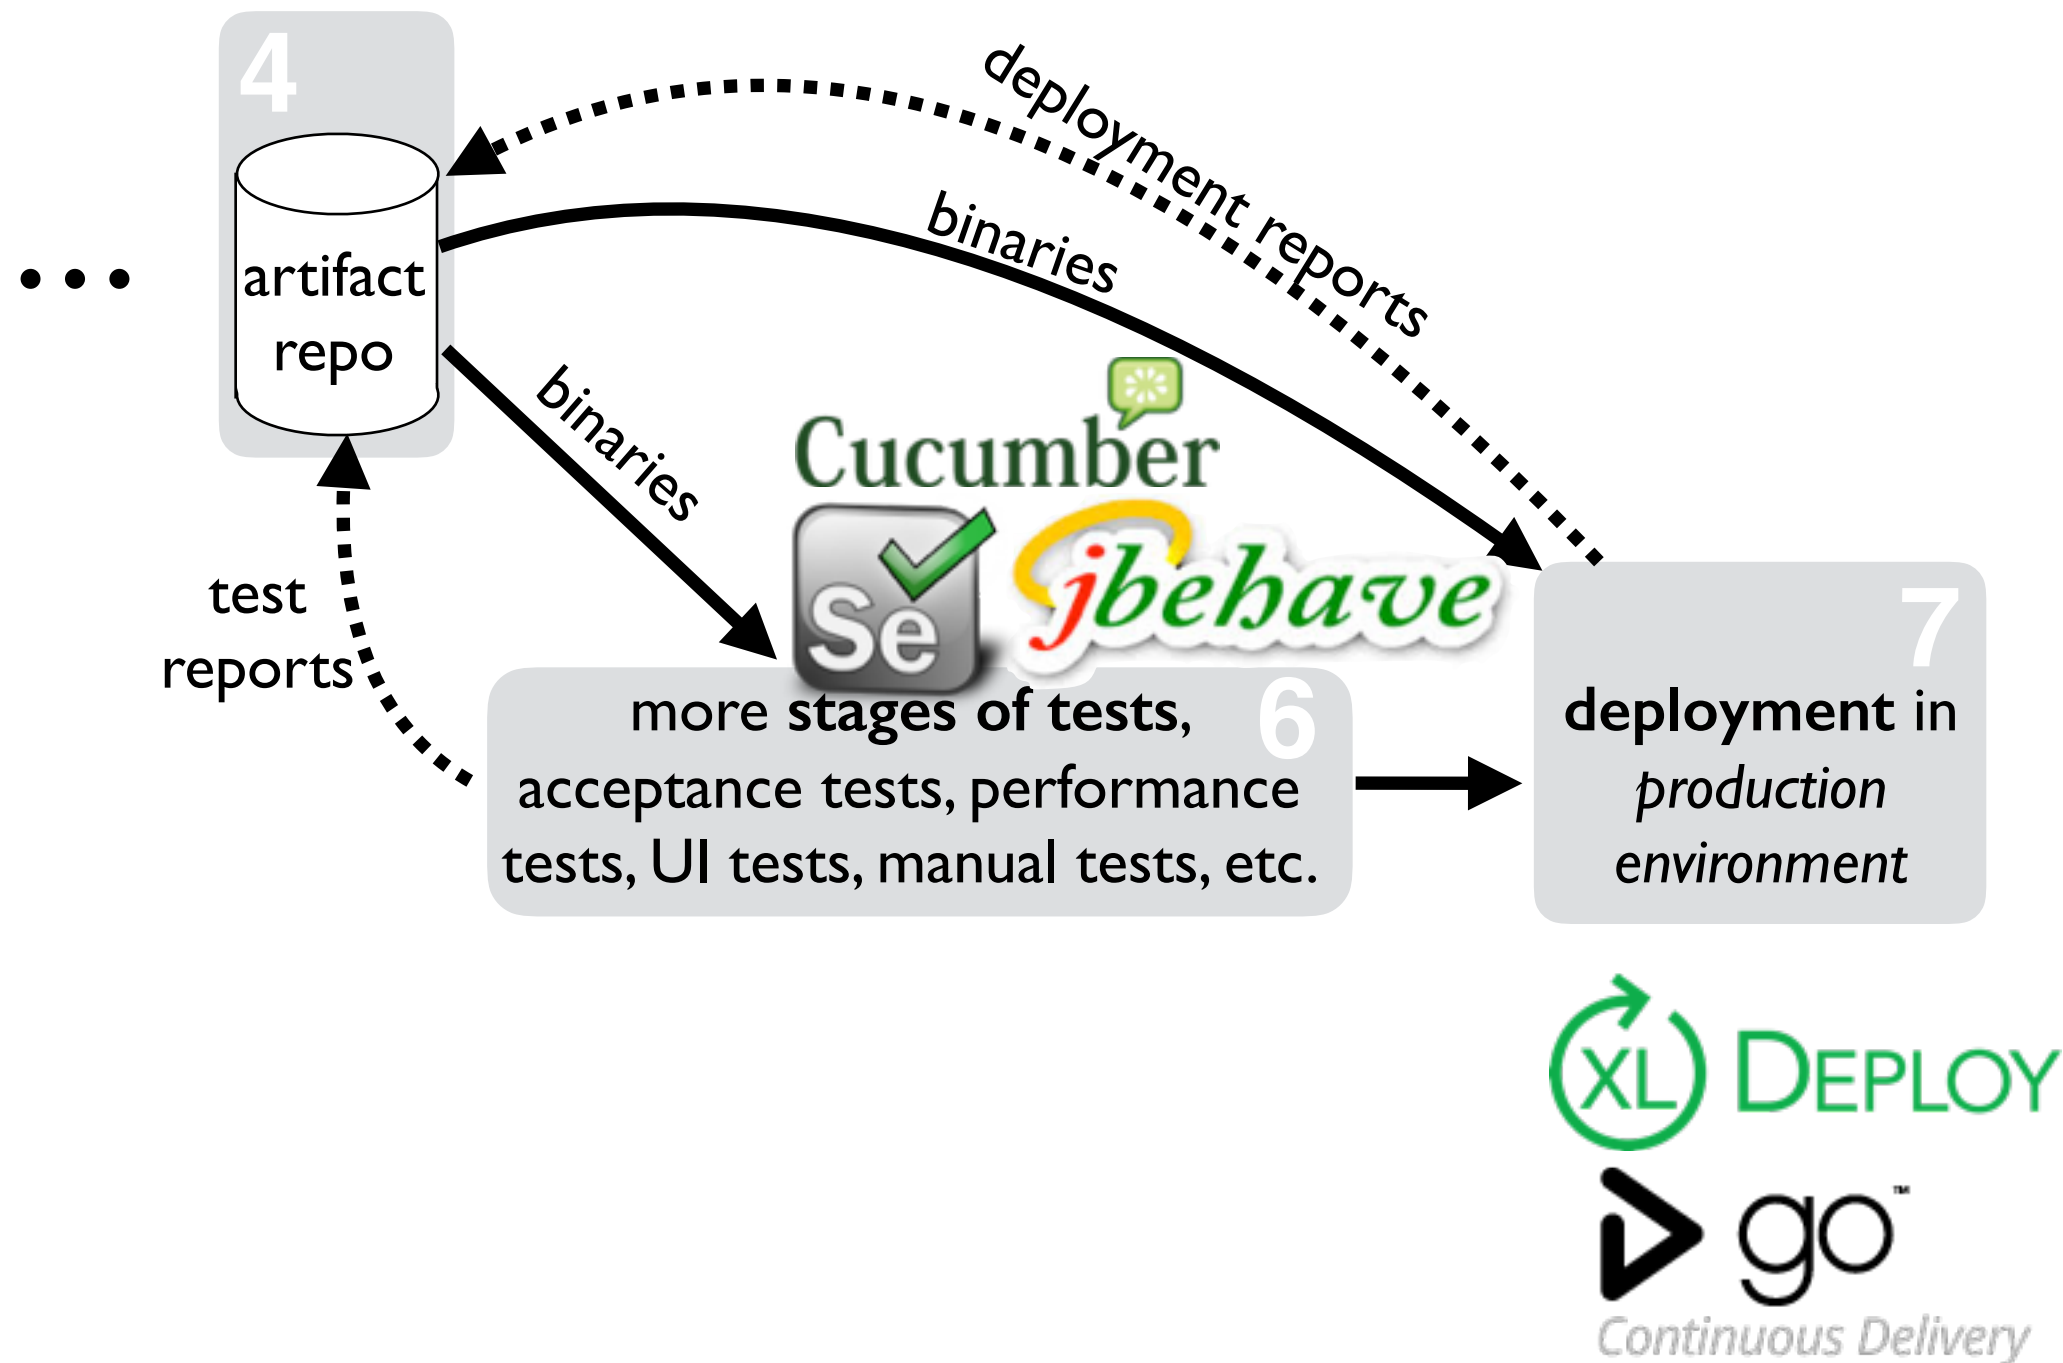 4
deployment reports
binaries
• • •
artifact
repo
binaries
Cucumber
Se
jbehave
test
reports
6
more stages of tests,
acceptance tests, performance
tests, UI tests, manual tests, etc.
7
deployment in
production
environment
XL DEPLOY
go™
Continuous Delivery